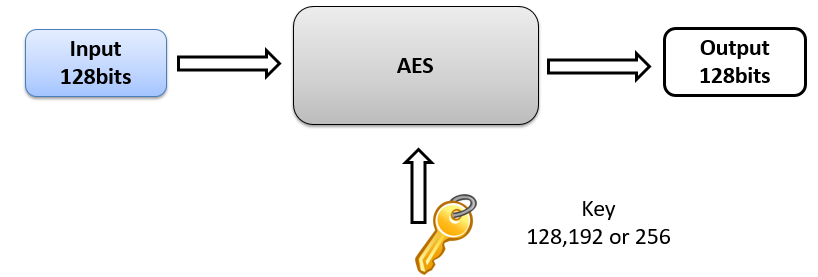 Input
128bits
AES
Output
128bits
Key
128,192 or 256